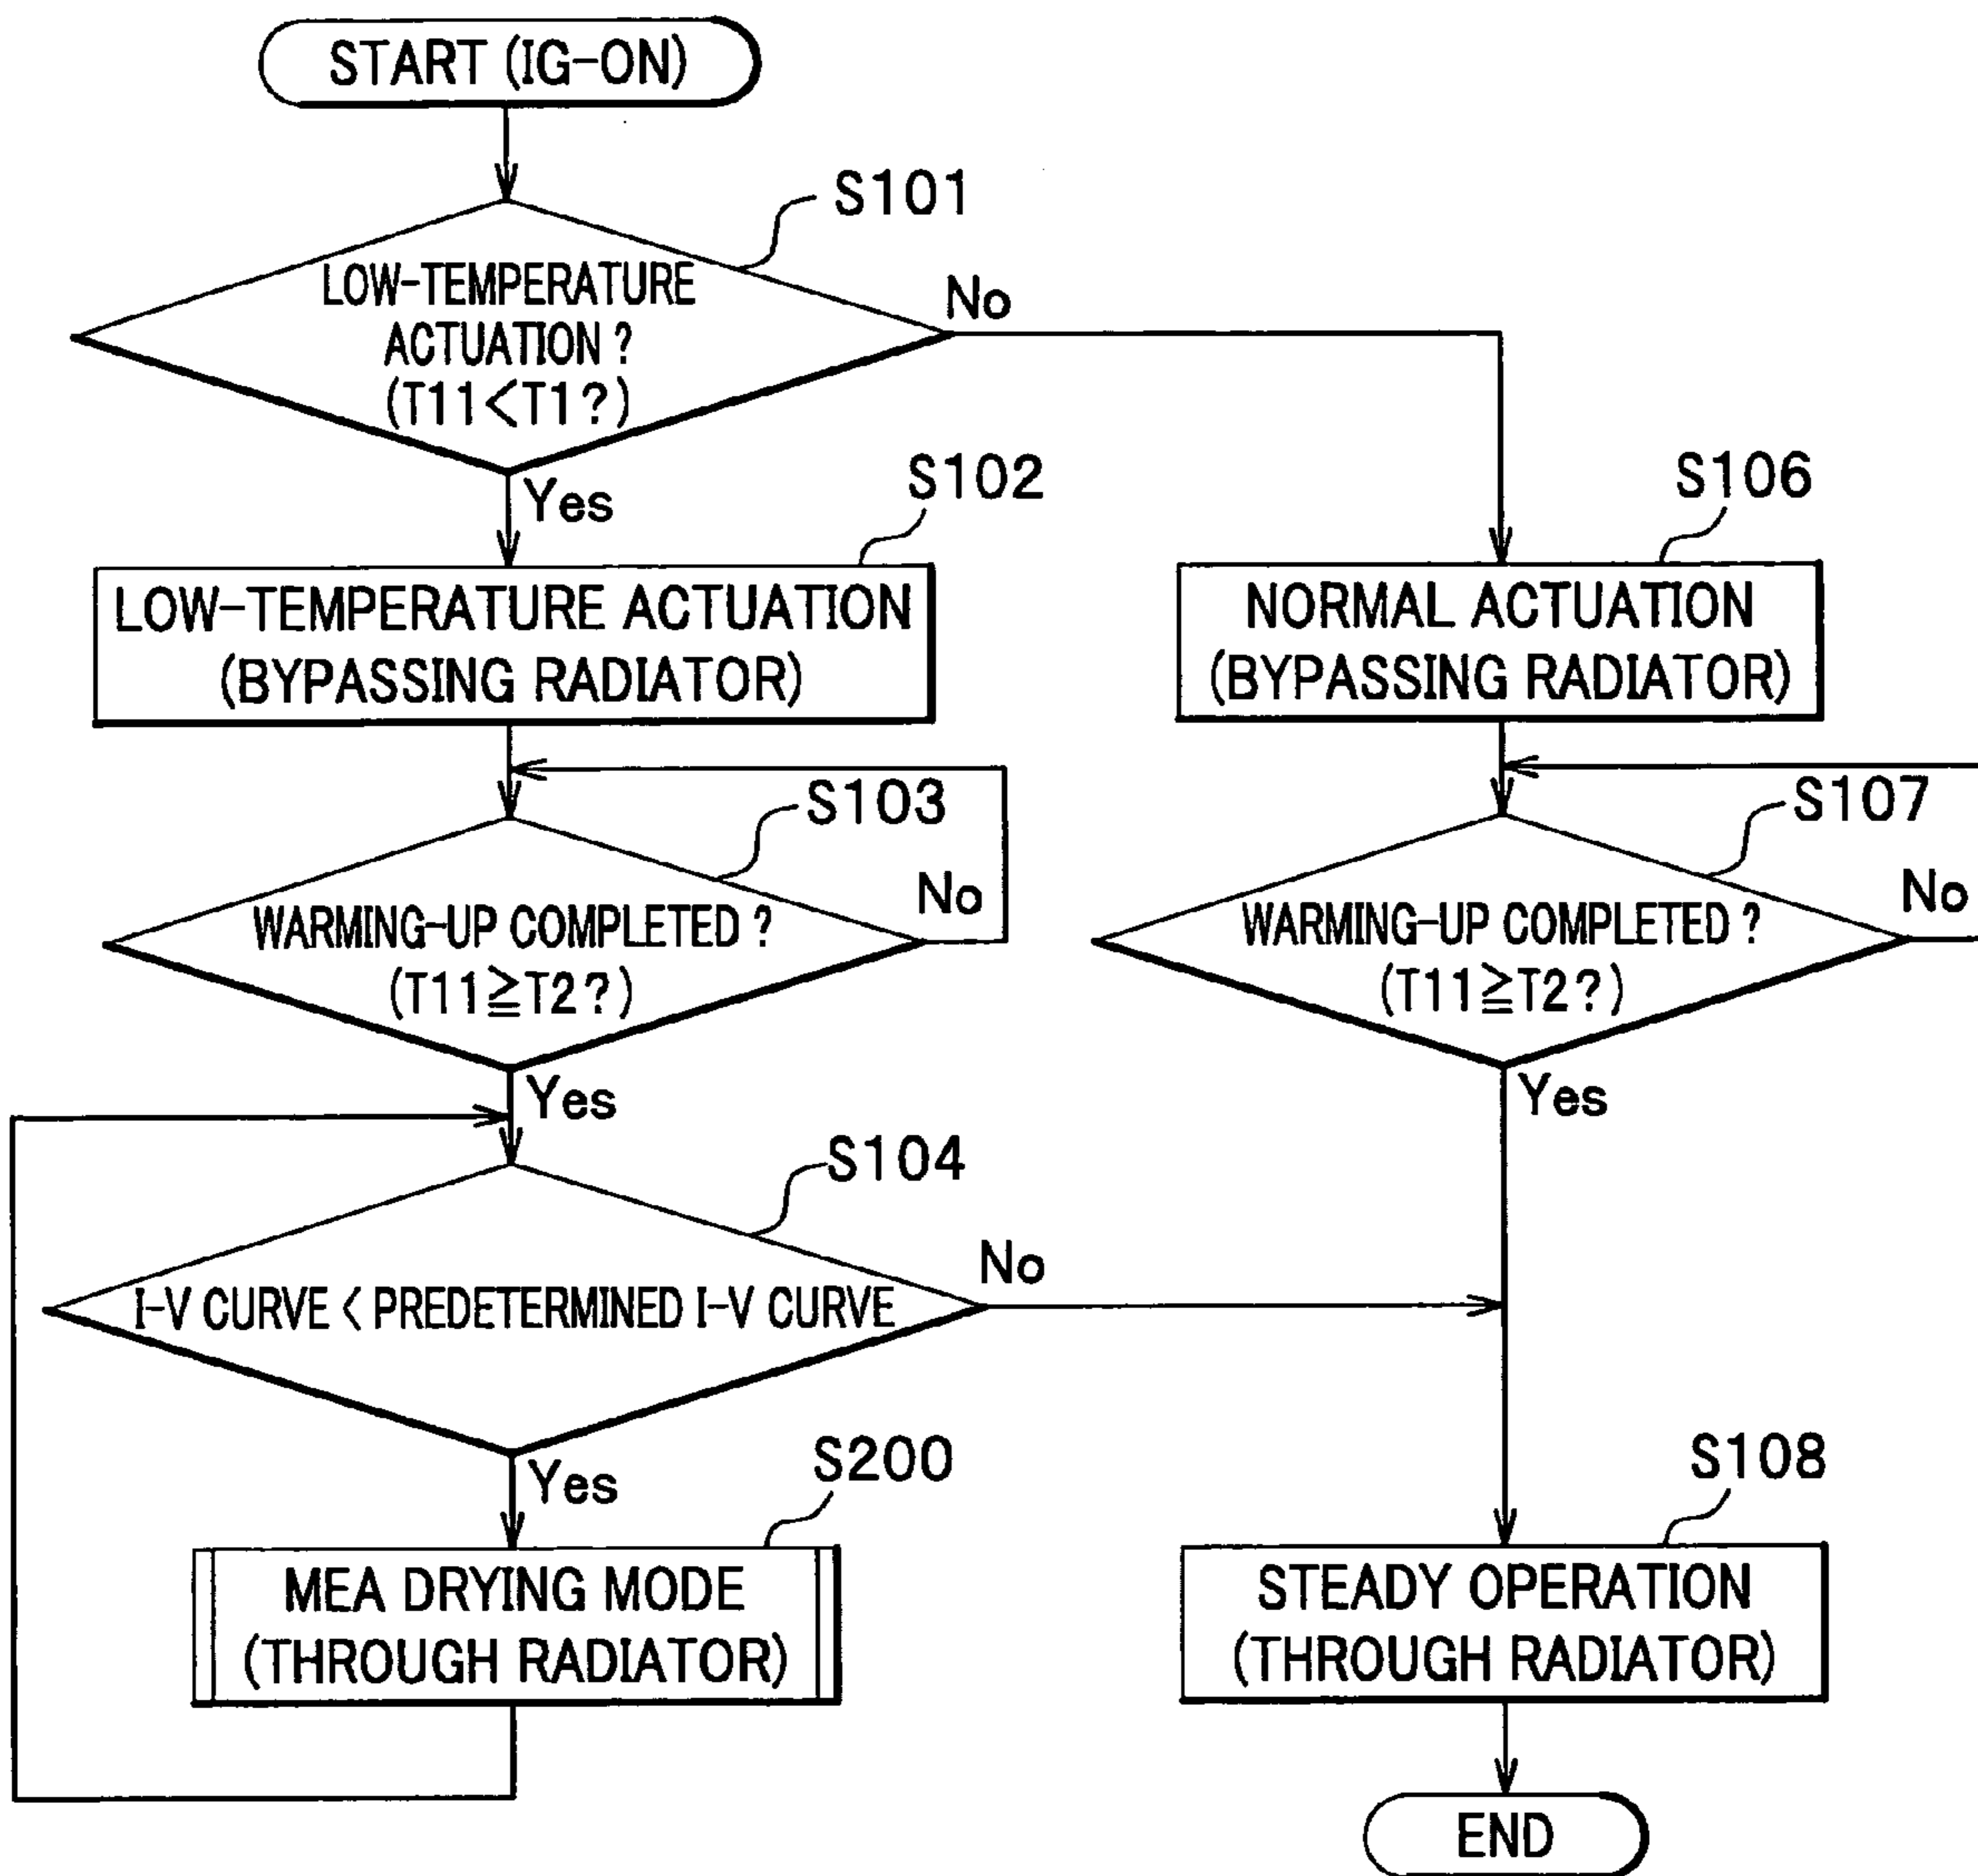 START (IG-ON)
S101
LOW-TEMPERATURE
ACTUATION ?
(T11<T1?)
No
Yes
S102
LOW-TEMPERATURE ACTUATION
(BYPASSING RADIATOR)
S106
NORMAL ACTUATION
(BYPASSING RADIATOR)
S103
WARMING-UP COMPLETED ?
(T11≧T2?)
No
Yes
S107
WARMING-UP COMPLETED ?
(T11≧T2?)
No
Yes
S104
I-V CURVE < PREDETERMINED I-V CURVE
No
Yes
S200
MEA DRYING MODE
(THROUGH RADIATOR)
S108
STEADY OPERATION
(THROUGH RADIATOR)
END